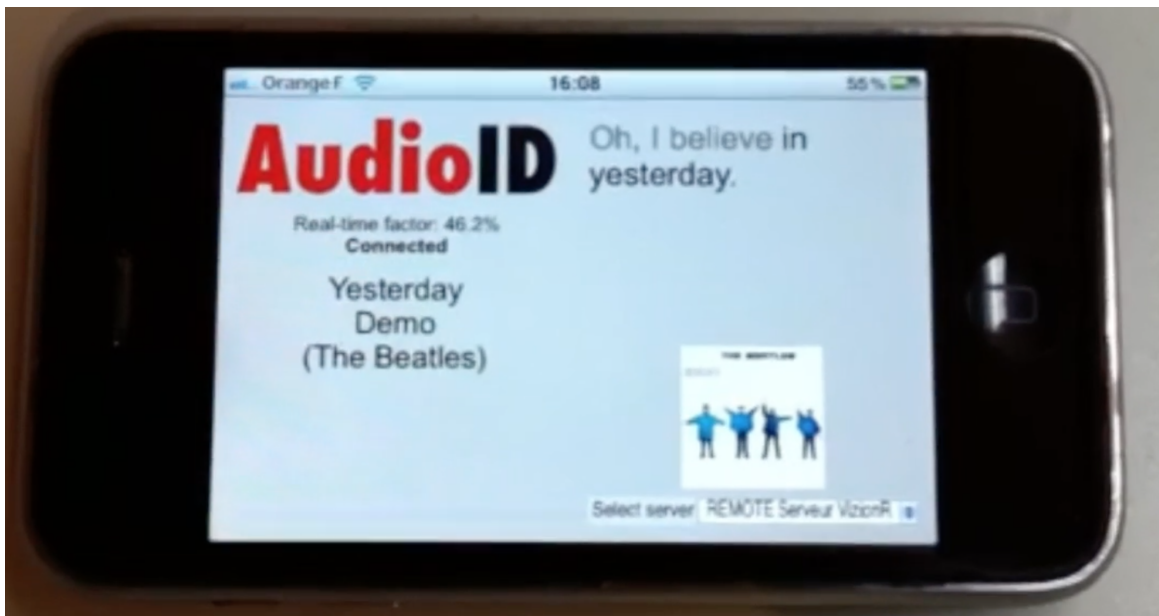 Orange F 16:08 55 %
AudioID
Real-time factor: 46.2%
Connected
Yesterday
Demo
(The Beatles)
Oh, I believe in
yesterday.
THE BEATLES
Select server REMOTE Serveur VizionR